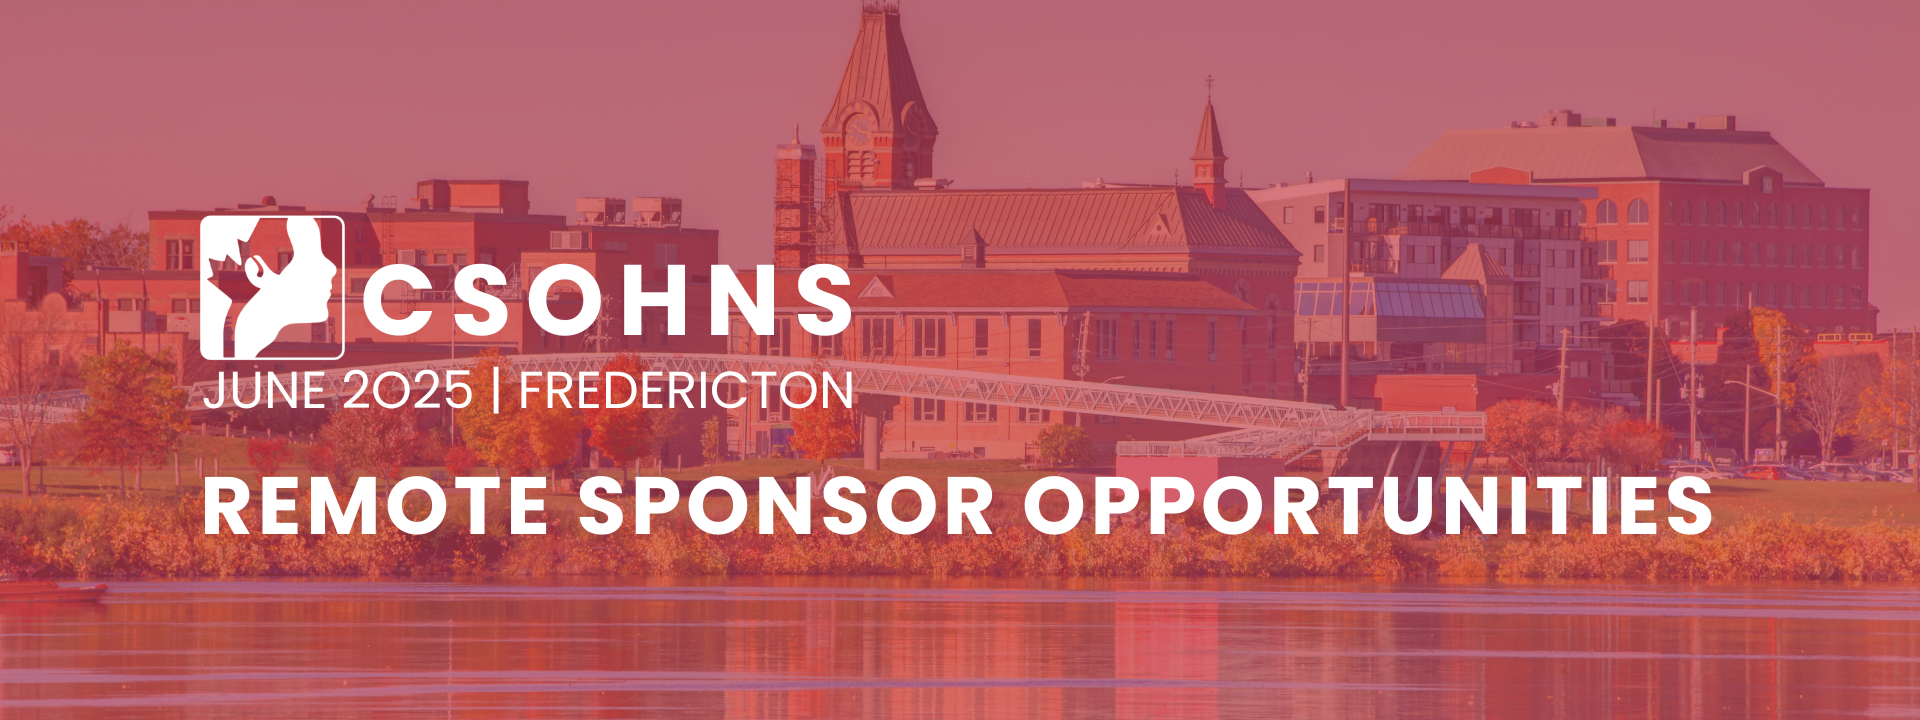 CSOHNS
JUNE 2025 | FREDERICTON
REMOTE SPONSOR OPPORTUNITIES